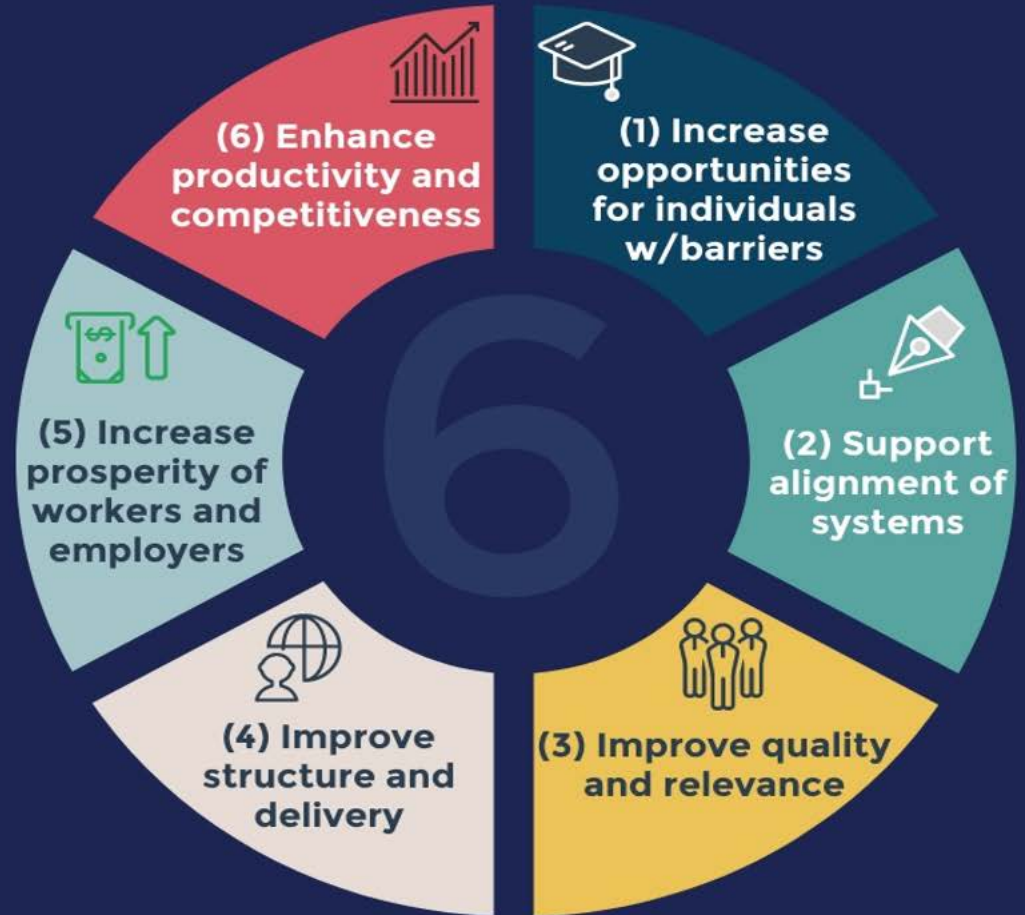 (1) Increase
opportunities
for individuals
w/barriers
(2) Support
alignment of
systems
(3) Improve quality
and relevance
(4) Improve
structure and
delivery
(5) Increase
prosperity of
workers and
employers
(6) Enhance
productivity and
competitiveness
6